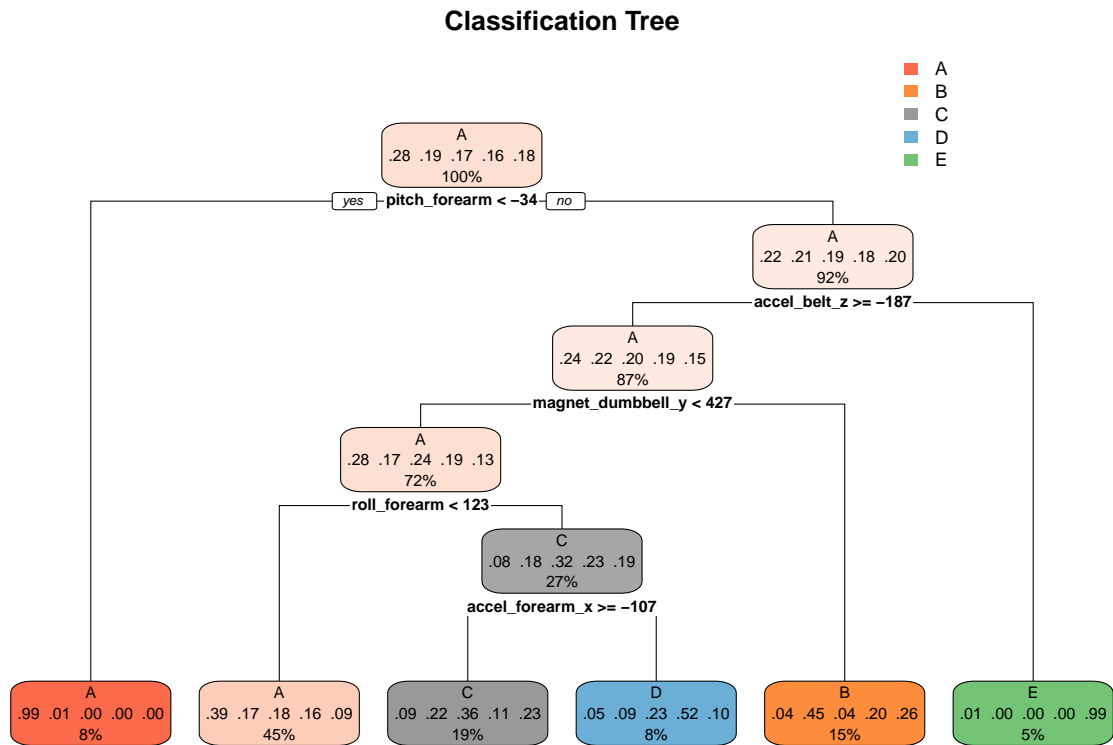 Classification Tree
A
B
C
D
E
A
.28 .19 .17 .16 .18
100%
yes pitch_forearm < −34 no
A
.22 .21 .19 .18 .20
92%
accel_belt_z >= −187
A
.24 .22 .20 .19 .15
87%
magnet_dumbbell_y < 427
A
.28 .17 .24 .19 .13
72%
roll_forearm < 123
C
.08 .18 .32 .23 .19
27%
accel_forearm_x >= −107
A
.99 .01 .00 .00 .00
8%
A
.39 .17 .18 .16 .09
45%
C
.09 .22 .36 .11 .23
19%
D
.05 .09 .23 .52 .10
8%
B
.04 .45 .04 .20 .26
15%
E
.01 .00 .00 .00 .99
5%